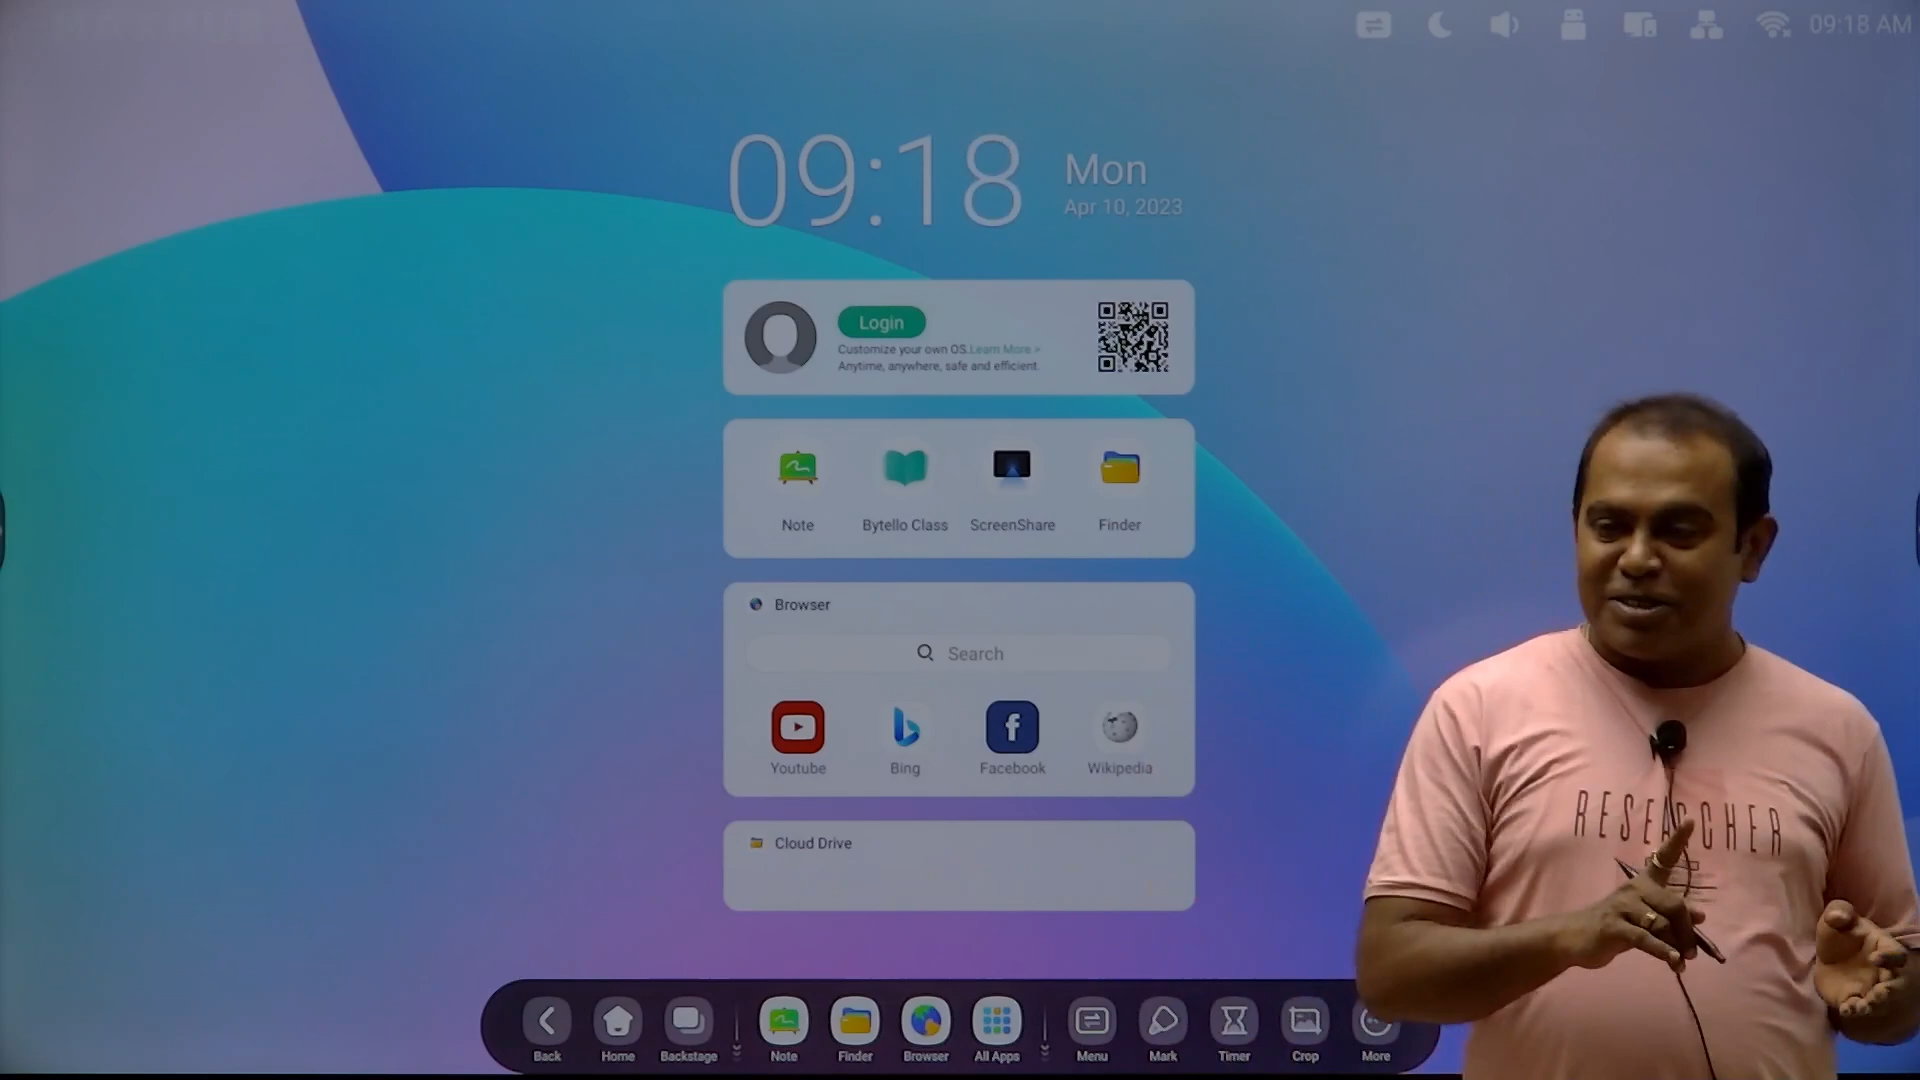 09:18 AM
09:18
Mon
Apr 10, 2023
Login
Customize your own OS.Learn More >
Anytime, anywhere, safe and efficient.
Note Bytello Class ScreenShare Finder
Browser
Search
Youtube Bing Facebook Wikipedia
Cloud Drive
RESEARCHER
Back Home Backstage Note Finder Browser All Apps Menu Mark Timer Crop More